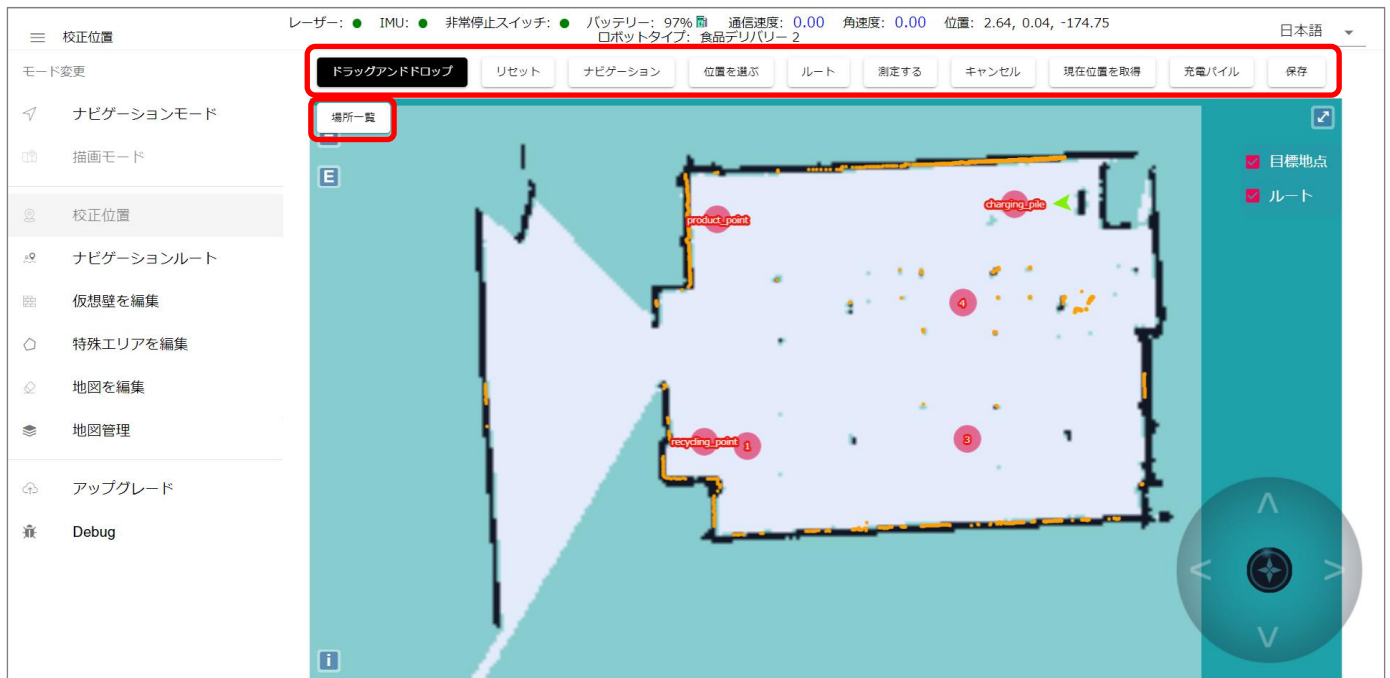 レーザー: ● IMU: ● 非常停止スイッチ: ● バッテリー: 97% 通信速度: 0.00 角速度: 0.00 位置: 2.64, 0.04, -174.75
ロボットタイプ: 食品デリバリー 2
校正位置
日本語
モード変更
ナビゲーションモード
描画モード
校正位置
ナビゲーションルート
仮想壁を編集
特殊エリアを編集
地図を編集
地図管理
アップグレード
Debug
ドラッグアンドドロップ リセット ナビゲーション 位置を選ぶ ルート 測定する キャンセル 現在位置を取得 充電パイル 保存
場所一覧
E
目標地点
ルート
product_point
charging_pile
4
recycling_point
1
3
i